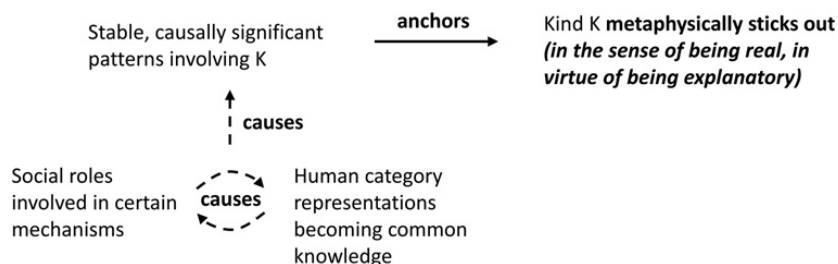 Stable, causally significant
patterns involving K
anchors
Kind K metaphysically sticks out
(in the sense of being real, in
virtue of being explanatory)
causes
Social roles
involved in certain
mechanisms
causes
Human category
representations
becoming common
knowledge